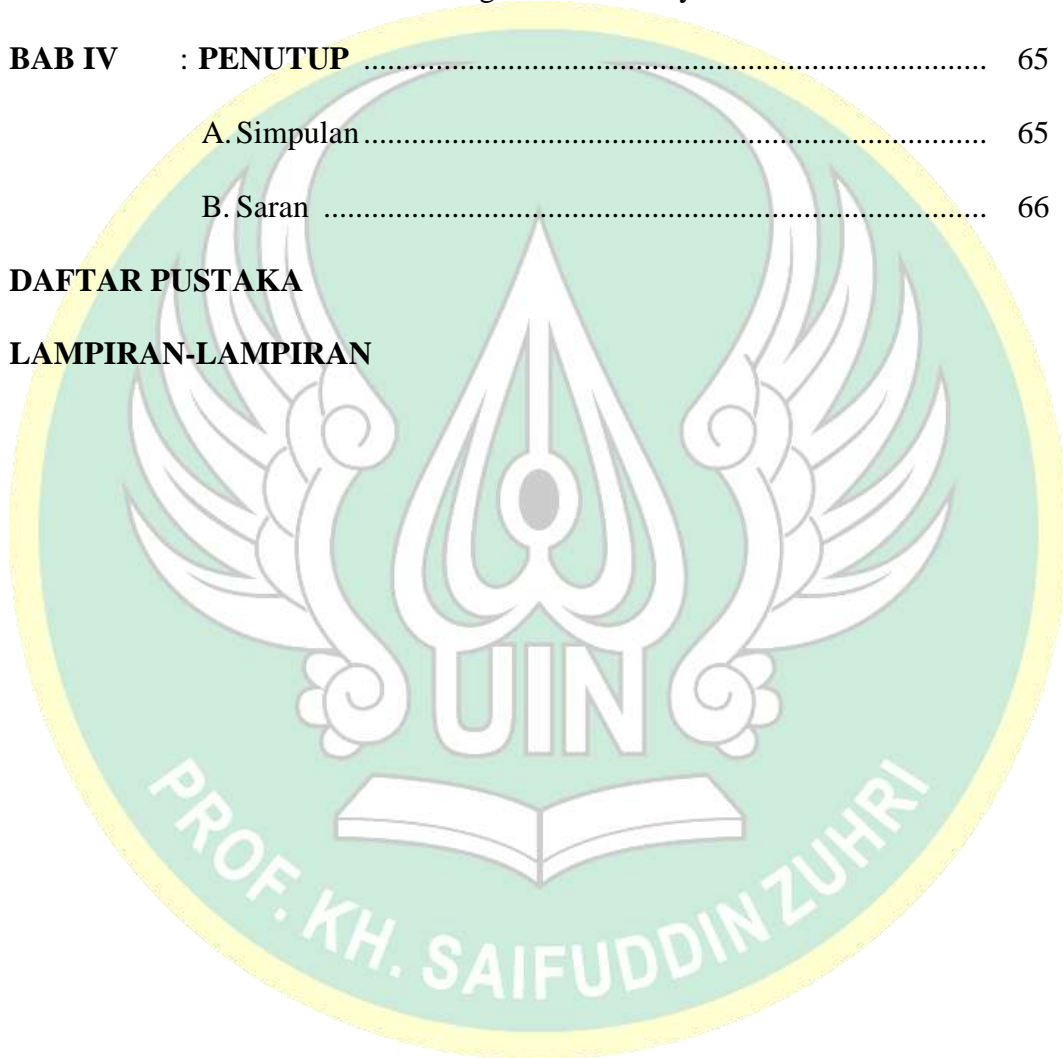 BAB IV : PENUTUP ............................................................................. 65
A. Simpulan ............................................................................. 65
B. Saran ................................................................................. 66
DAFTAR PUSTAKA
LAMPIRAN-LAMPIRAN
UIN
PROF. KH. SAIFUDDIN ZUHRI